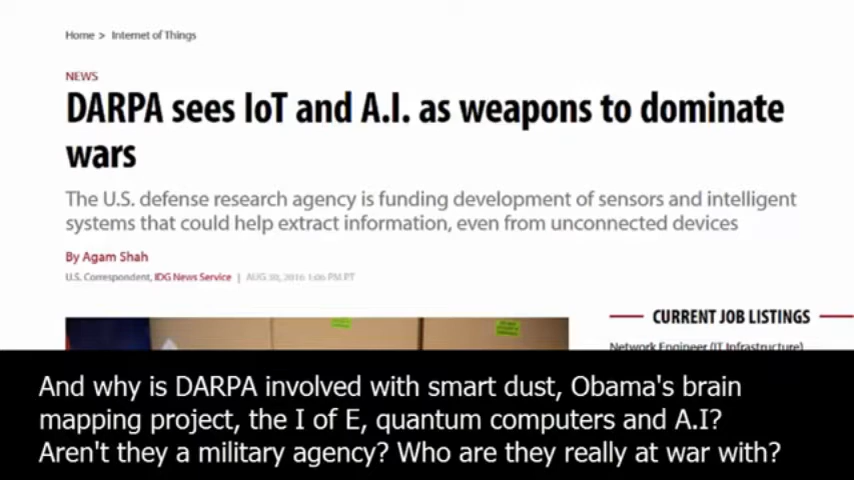 Home > Internet of Things
NEWS
DARPA sees IoT and A.I. as weapons to dominate
wars
The U.S. defense research agency is funding development of sensors and intelligent
systems that could help extract information, even from unconnected devices
By Agam Shah
U.S. Correspondent, IDG News Service | AUG 30, 2016 1:06 PM PT
CURRENT JOB LISTINGS
Network Engineer (IT Infrastructure)
And why is DARPA involved with smart dust, Obama's brain
mapping project, the I of E, quantum computers and A.I?
Aren't they a military agency? Who are they really at war with?